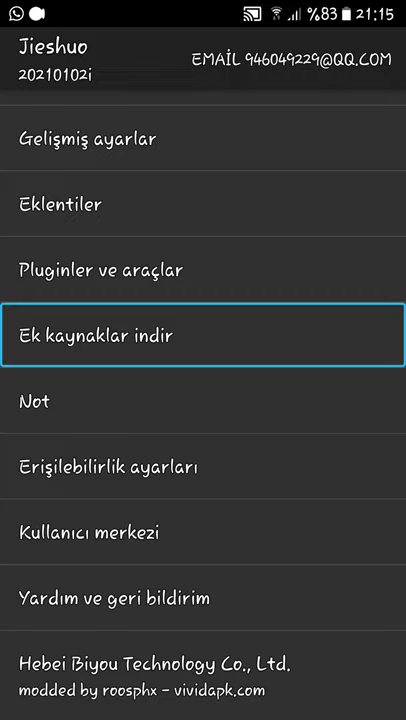 %83 21:15
Jieshuo
20210102i
EMAİL 946049229@QQ.COM
Gelişmiş ayarlar
Eklentiler
Pluginler ve araçlar
Ek kaynaklar indir
Not
Erişilebilirlik ayarları
Kullanıcı merkezi
Yardım ve geri bildirim
Hebei Biyou Technology Co., Ltd.
modded by roosphx - vividapk.com